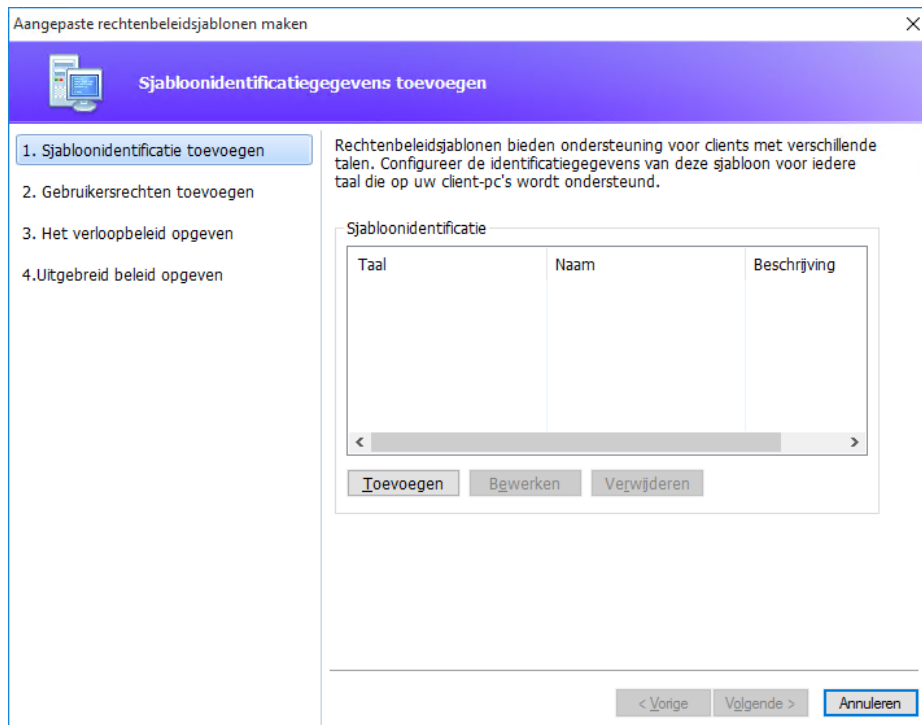 Aangepaste rechtenbeleidsjablonen maken
Sjabloonidentificatiegegevens toevoegen
1. Sjabloonidentificatie toevoegen
2. Gebruikersrechten toevoegen
3. Het verloopbeleid opgeven
4.Uitgebreid beleid opgeven
Rechtenbeleidsjablonen bieden ondersteuning voor clients met verschillende
talen. Configureer de identificatiegegevens van deze sjabloon voor iedere
taal die op uw client-pc's wordt ondersteund.
Sjabloonidentificatie
Taal Naam Beschrijving
Toevoegen Bewerken Verwijderen
< Vorige Volgende > Annuleren